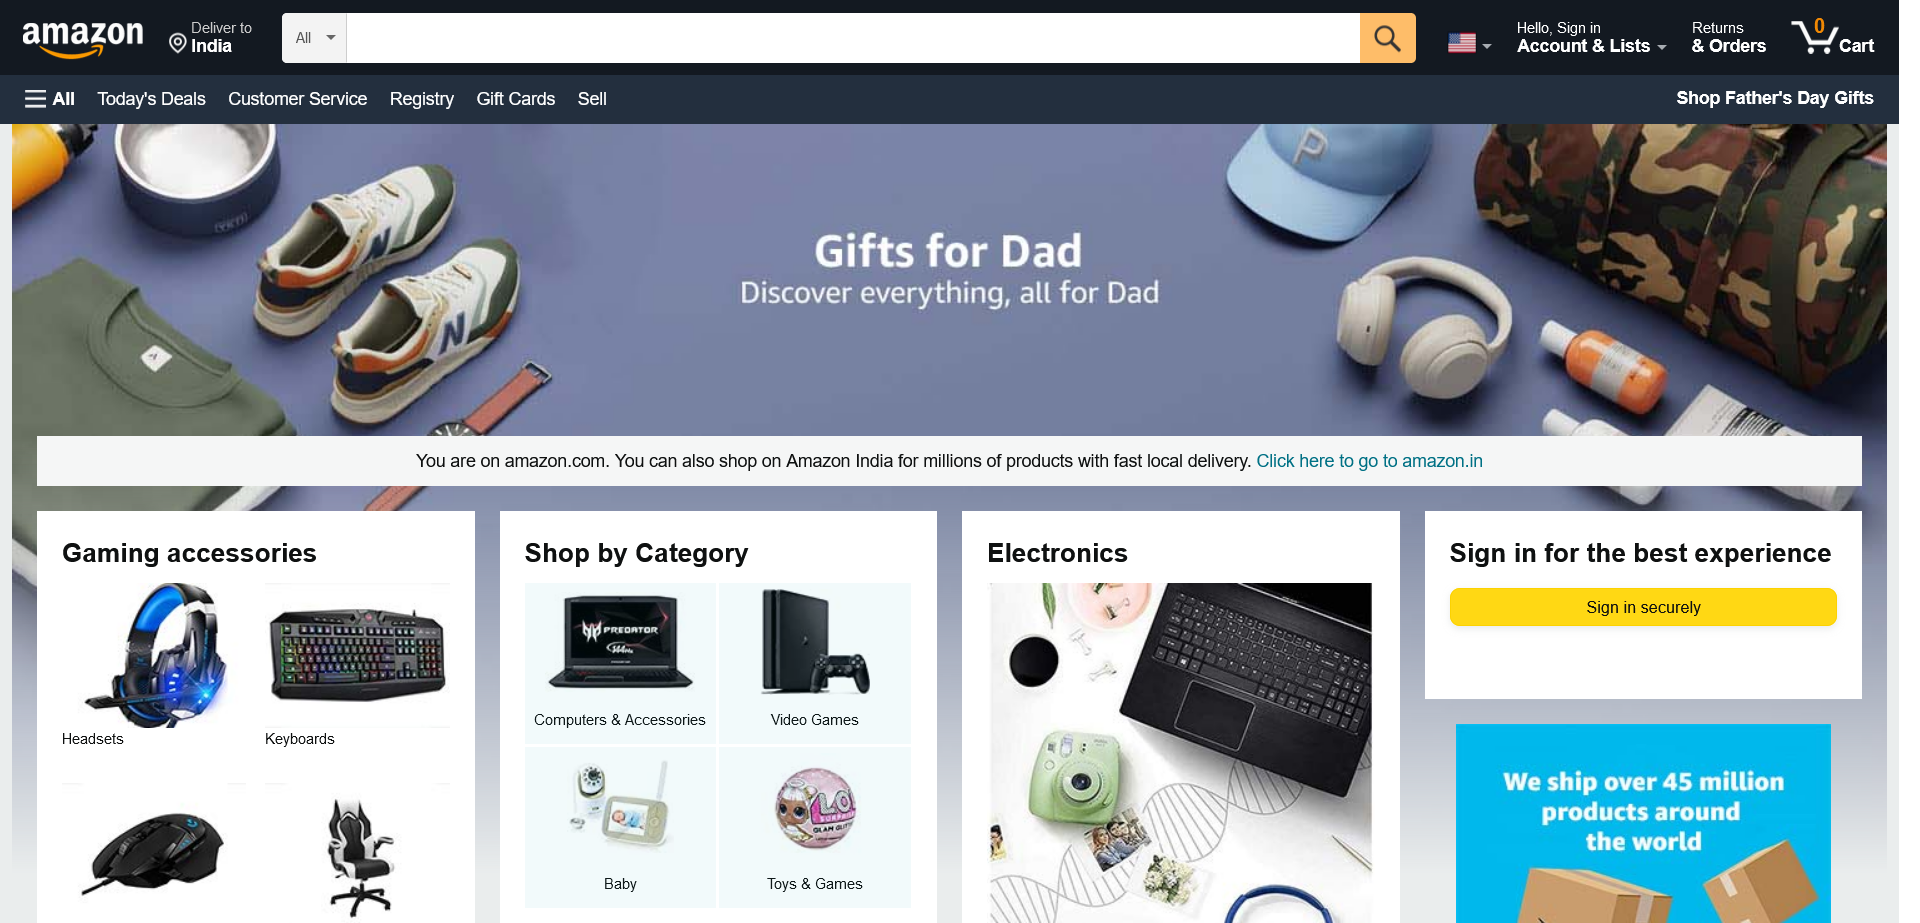 amazon
Deliver to
India
All
Hello, Sign in
Account & Lists
Returns
& Orders
0
Cart
All
Today's Deals
Customer Service
Registry
Gift Cards
Sell
Shop Father's Day Gifts
Gifts for Dad
Discover everything, all for Dad
P
N
N
You are on amazon.com. You can also shop on Amazon India for millions of products with fast local delivery. Click here to go to amazon.in
Gaming accessories
Headsets
Keyboards
Shop by Category
PREDATOR
144Hz
Computers & Accessories
Video Games
Baby
L.O.L.
SURPRISE
GLAM GLITTER
Toys & Games
Electronics
Sign in for the best experience
Sign in securely
We ship over 45 million
products around
the world